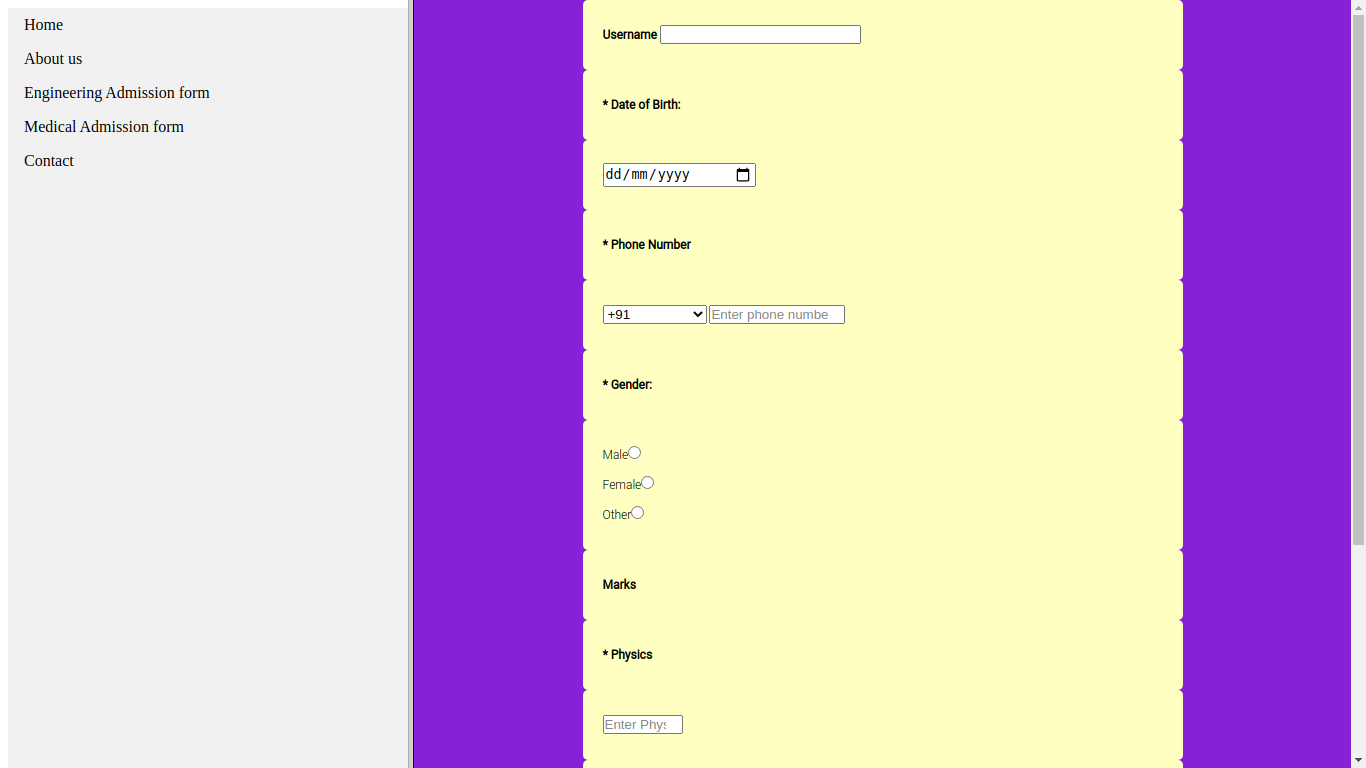 Home
About us
Engineering Admission form
Medical Admission form
Contact
Username
* Date of Birth:
dd/mm/yyyy
* Phone Number
+91 Enter phone numbe
* Gender:
Male
Female
Other
Marks
* Physics
Enter Phys